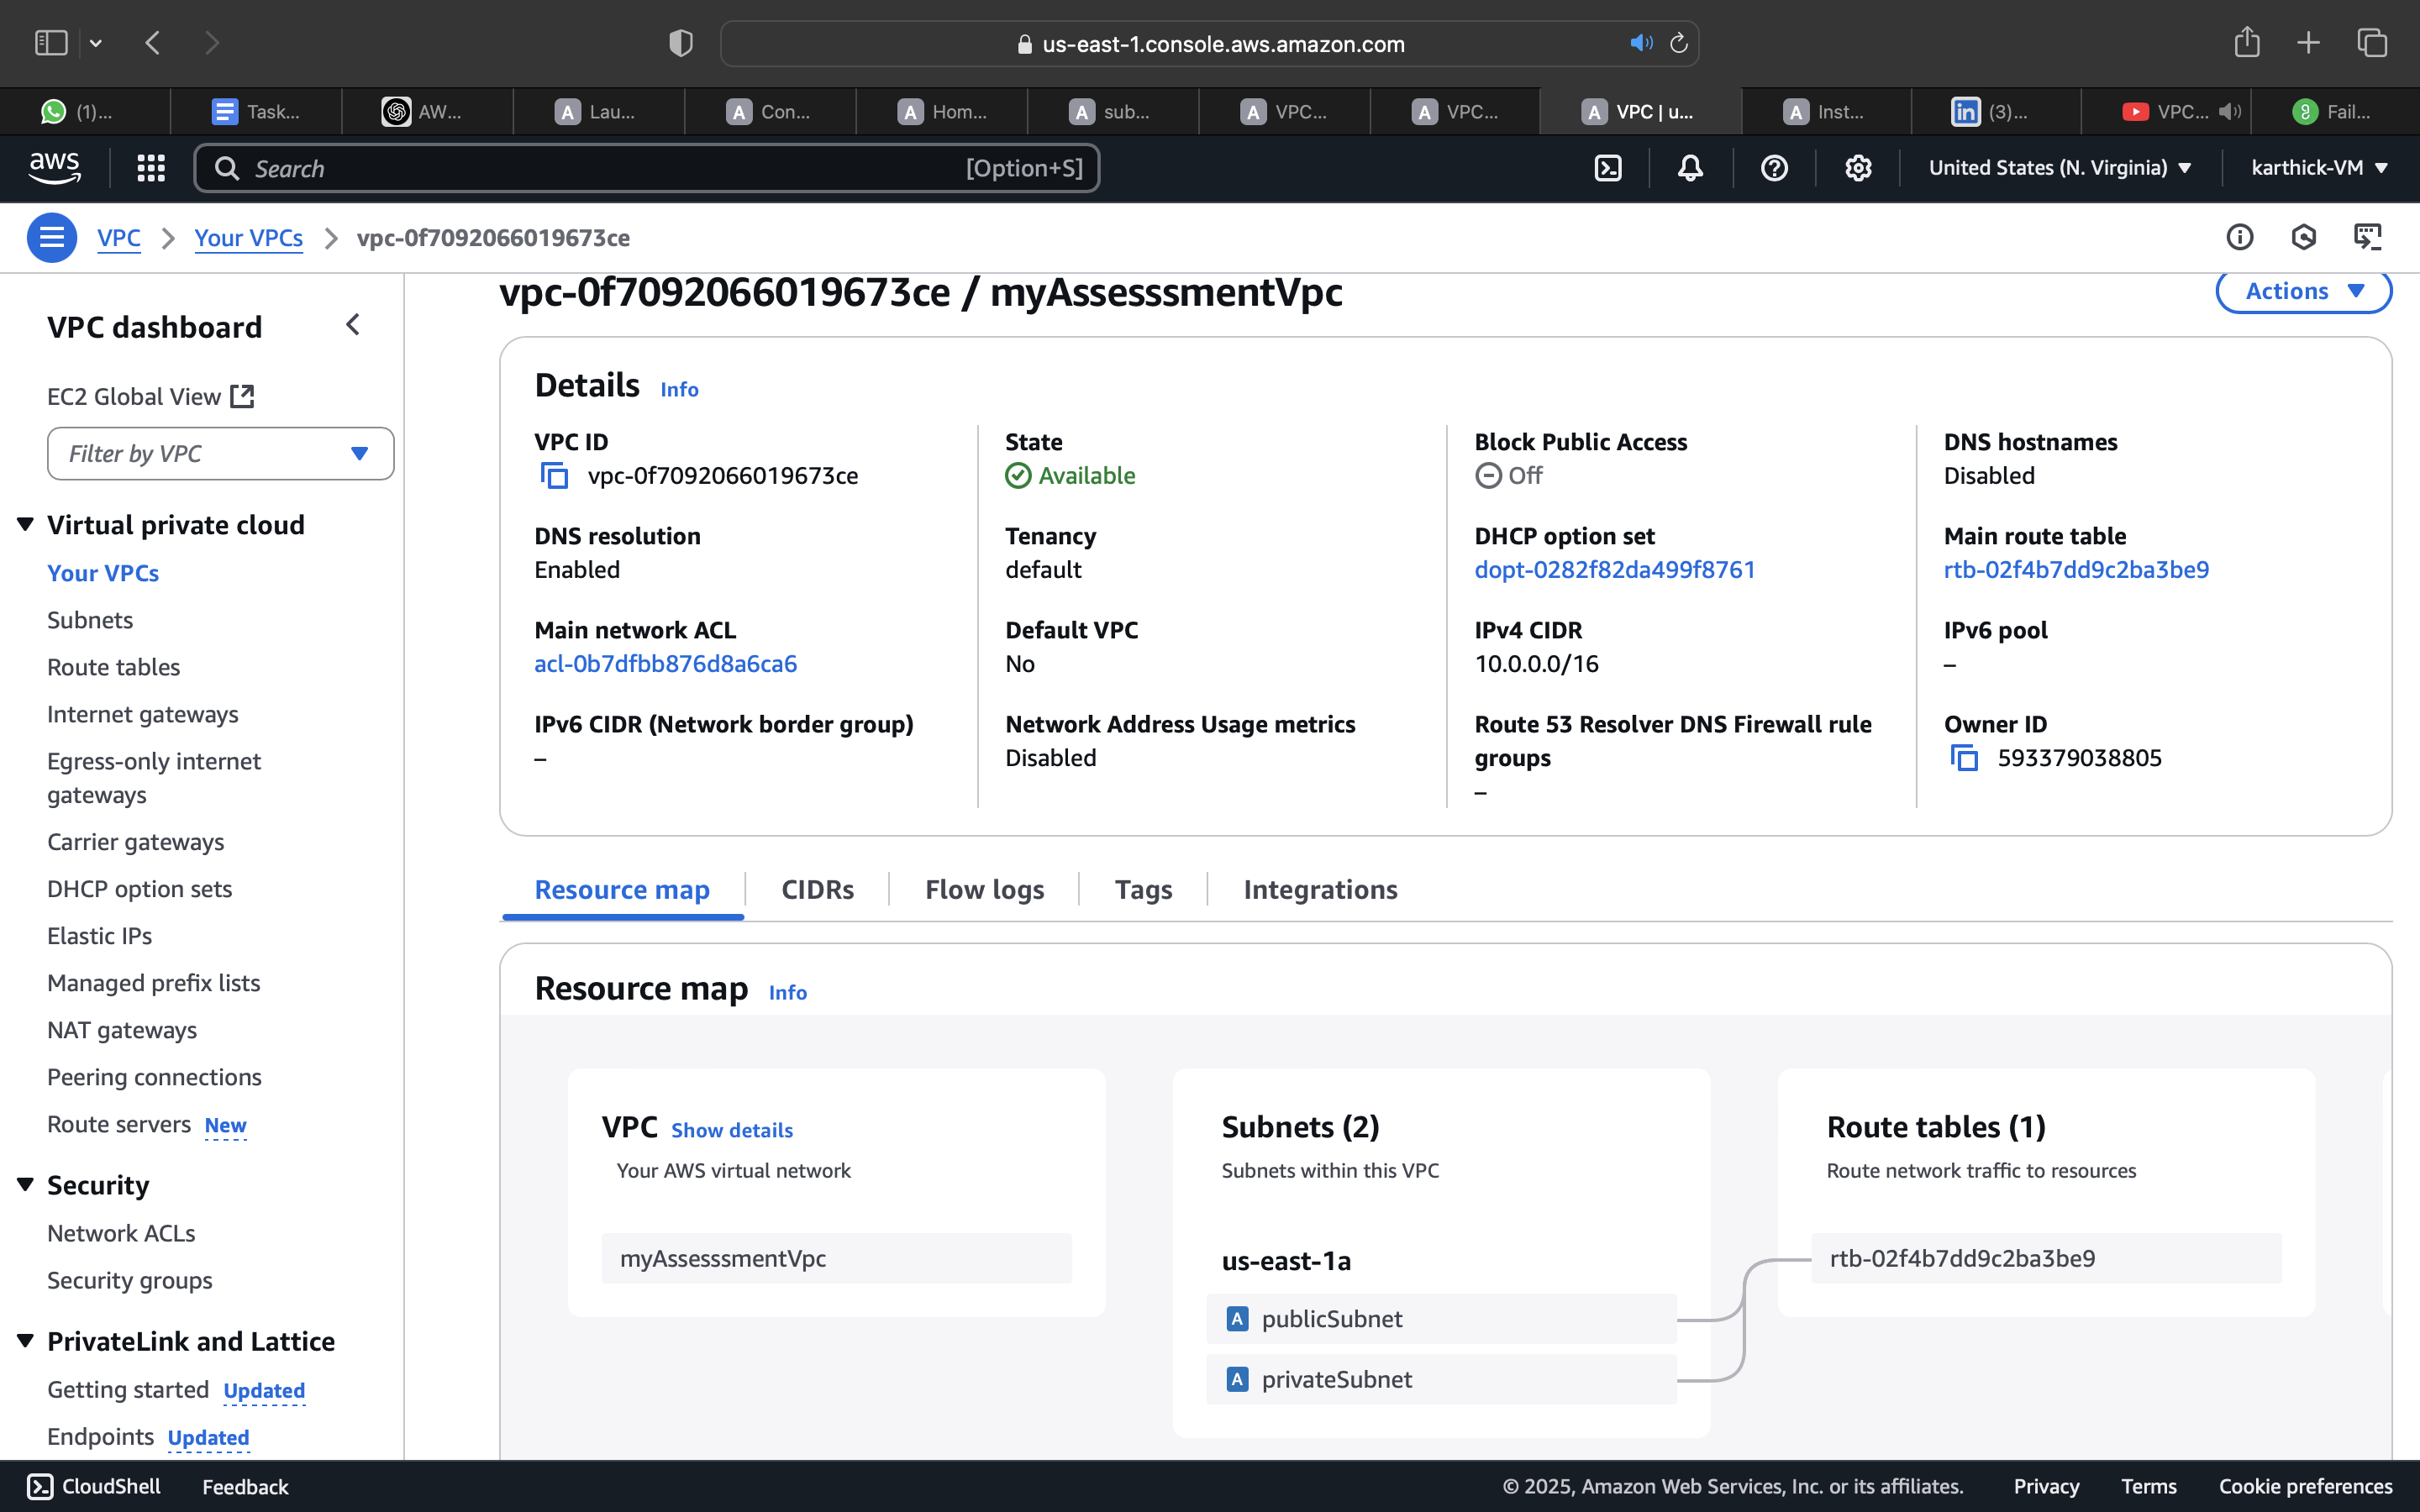 us-east-1.console.aws.amazon.com
(1)...
Task...
AW...
Lau...
Con...
Hom...
sub...
VPC...
VPC...
VPC | u...
Inst...
(3)...
VPC...
Fail...
aws
Search
[Option+S]
United States (N. Virginia)
karthick-VM
VPC
Your VPCs
vpc-0f7092066019673ce
VPC dashboard
EC2 Global View
Filter by VPC
Virtual private cloud
Your VPCs
Subnets
Route tables
Internet gateways
Egress-only internet
gateways
Carrier gateways
DHCP option sets
Elastic IPs
Managed prefix lists
NAT gateways
Peering connections
Route servers New
Security
Network ACLs
Security groups
PrivateLink and Lattice
Getting started Updated
Endpoints Updated
vpc-0f7092066019673ce / myAssesssmentVpc
Actions
Details Info
VPC ID
vpc-0f7092066019673ce
State
Available
Block Public Access
Off
DNS hostnames
Disabled
DNS resolution
Enabled
Tenancy
default
DHCP option set
dopt-0282f82da499f8761
Main route table
rtb-02f4b7dd9c2ba3be9
Main network ACL
acl-0b7dfbb876d8a6ca6
Default VPC
No
IPv4 CIDR
10.0.0.0/16
IPv6 pool
–
IPv6 CIDR (Network border group)
–
Network Address Usage metrics
Disabled
Route 53 Resolver DNS Firewall rule
groups
–
Owner ID
593379038805
Resource map
CIDRs
Flow logs
Tags
Integrations
Resource map Info
VPC Show details
Your AWS virtual network
myAssesssmentVpc
Subnets (2)
Subnets within this VPC
us-east-1a
A publicSubnet
A privateSubnet
Route tables (1)
Route network traffic to resources
rtb-02f4b7dd9c2ba3be9
CloudShell
Feedback
© 2025, Amazon Web Services, Inc. or its affiliates.
Privacy
Terms
Cookie preferences